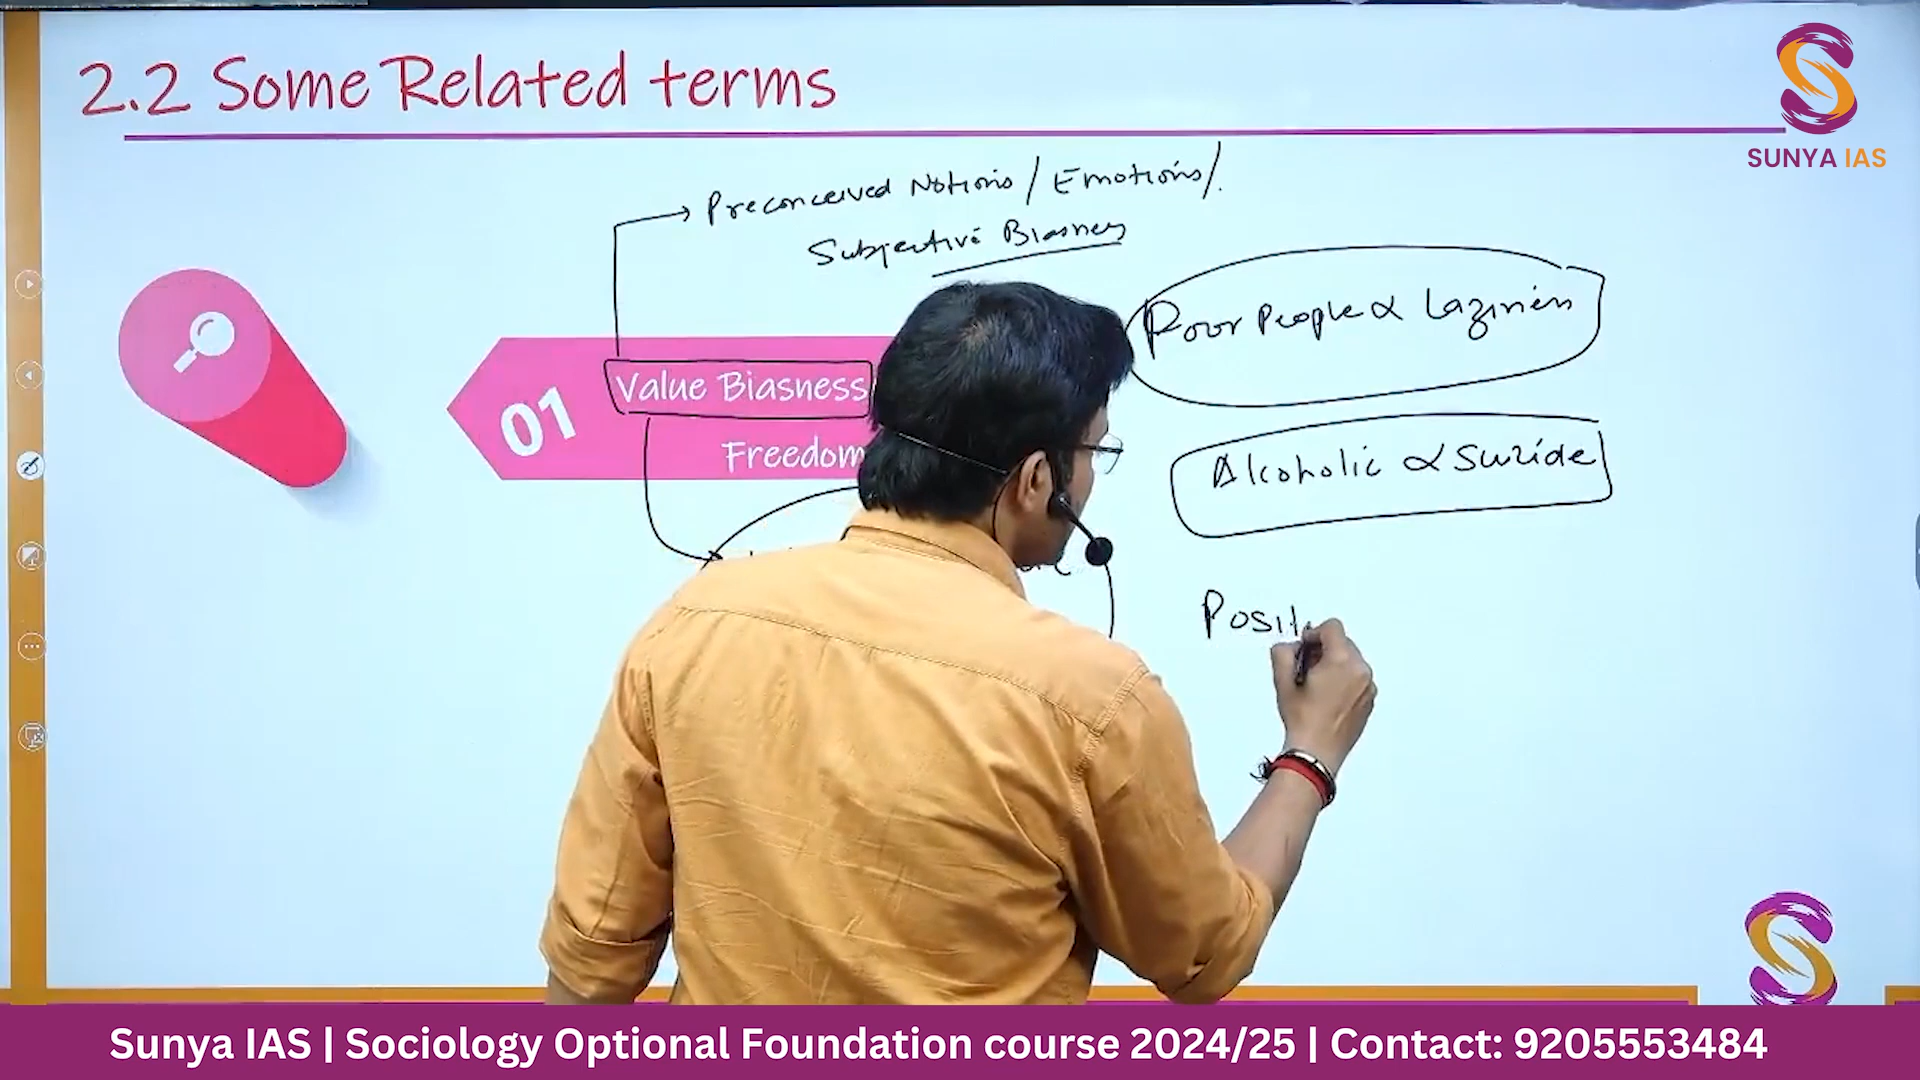 2.2 Some Related terms
SUNYA IAS
Preconceived Notions / Emotions/.
Subjective Biasness
Poor People ∝ Laziness
01
Value Biasness
Freedom
Alcoholic ∝ Suicide
Posit
Sunya IAS | Sociology Optional Foundation course 2024/25 | Contact: 9205553484